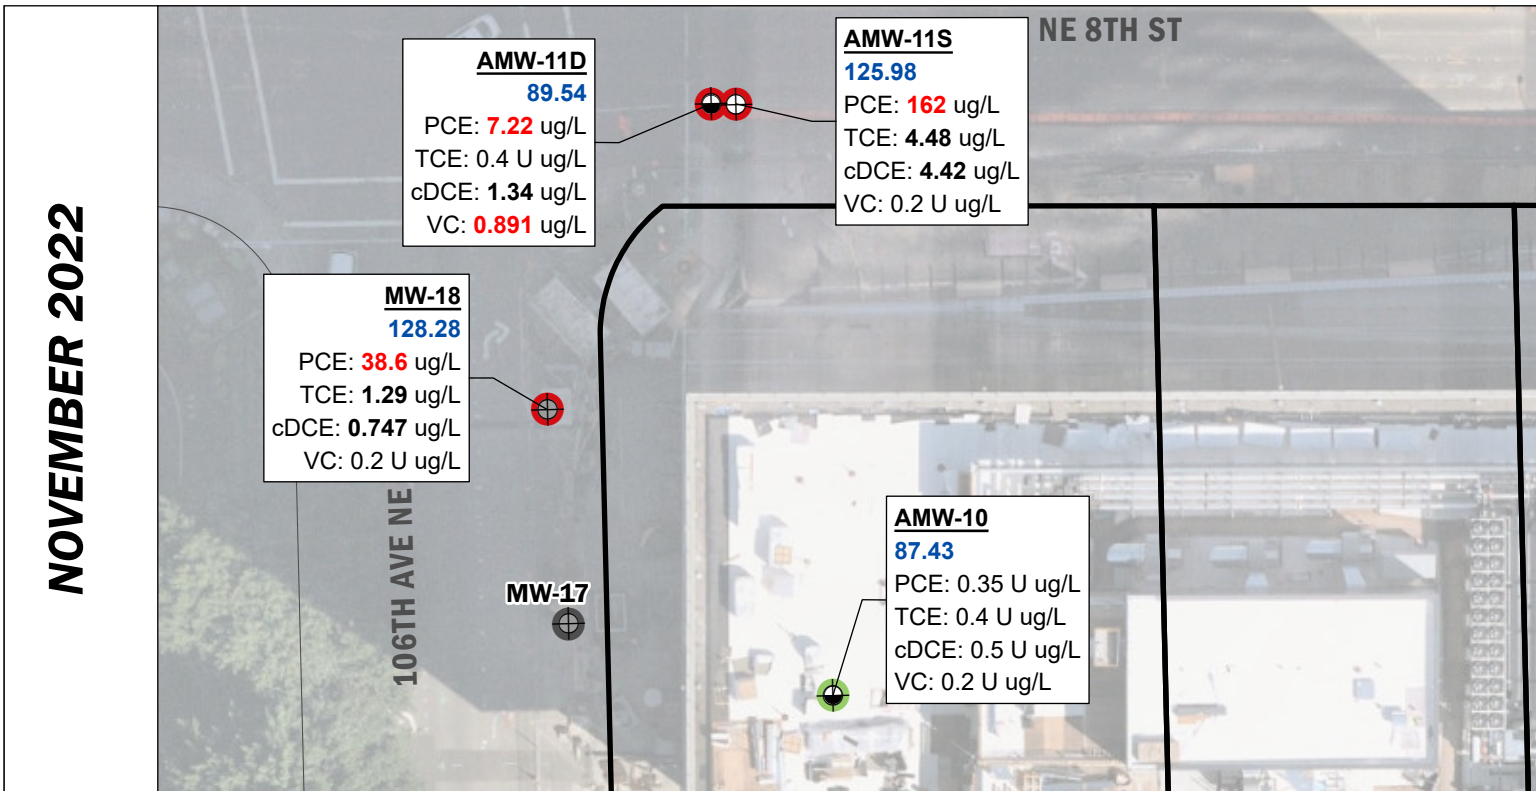 NOVEMBER 2022
NE 8TH ST
AMW-11D
89.54
PCE: 7.22 ug/L
TCE: 0.4 U ug/L
cDCE: 1.34 ug/L
VC: 0.891 ug/L
AMW-11S
125.98
PCE: 162 ug/L
TCE: 4.48 ug/L
cDCE: 4.42 ug/L
VC: 0.2 U ug/L
MW-18
128.28
PCE: 38.6 ug/L
TCE: 1.29 ug/L
cDCE: 0.747 ug/L
VC: 0.2 U ug/L
106TH AVE NE
MW-17
AMW-10
87.43
PCE: 0.35 U ug/L
TCE: 0.4 U ug/L
cDCE: 0.5 U ug/L
VC: 0.2 U ug/L